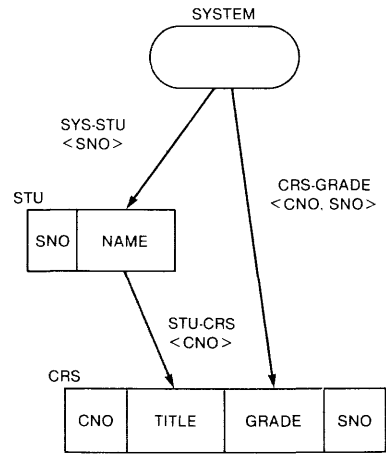 SYSTEM
SYS-STU
<SNO>
CRS-GRADE
<CNO, SNO>
STU
SNO NAME
STU-CRS
<CNO>
CRS
CNO TITLE GRADE SNO